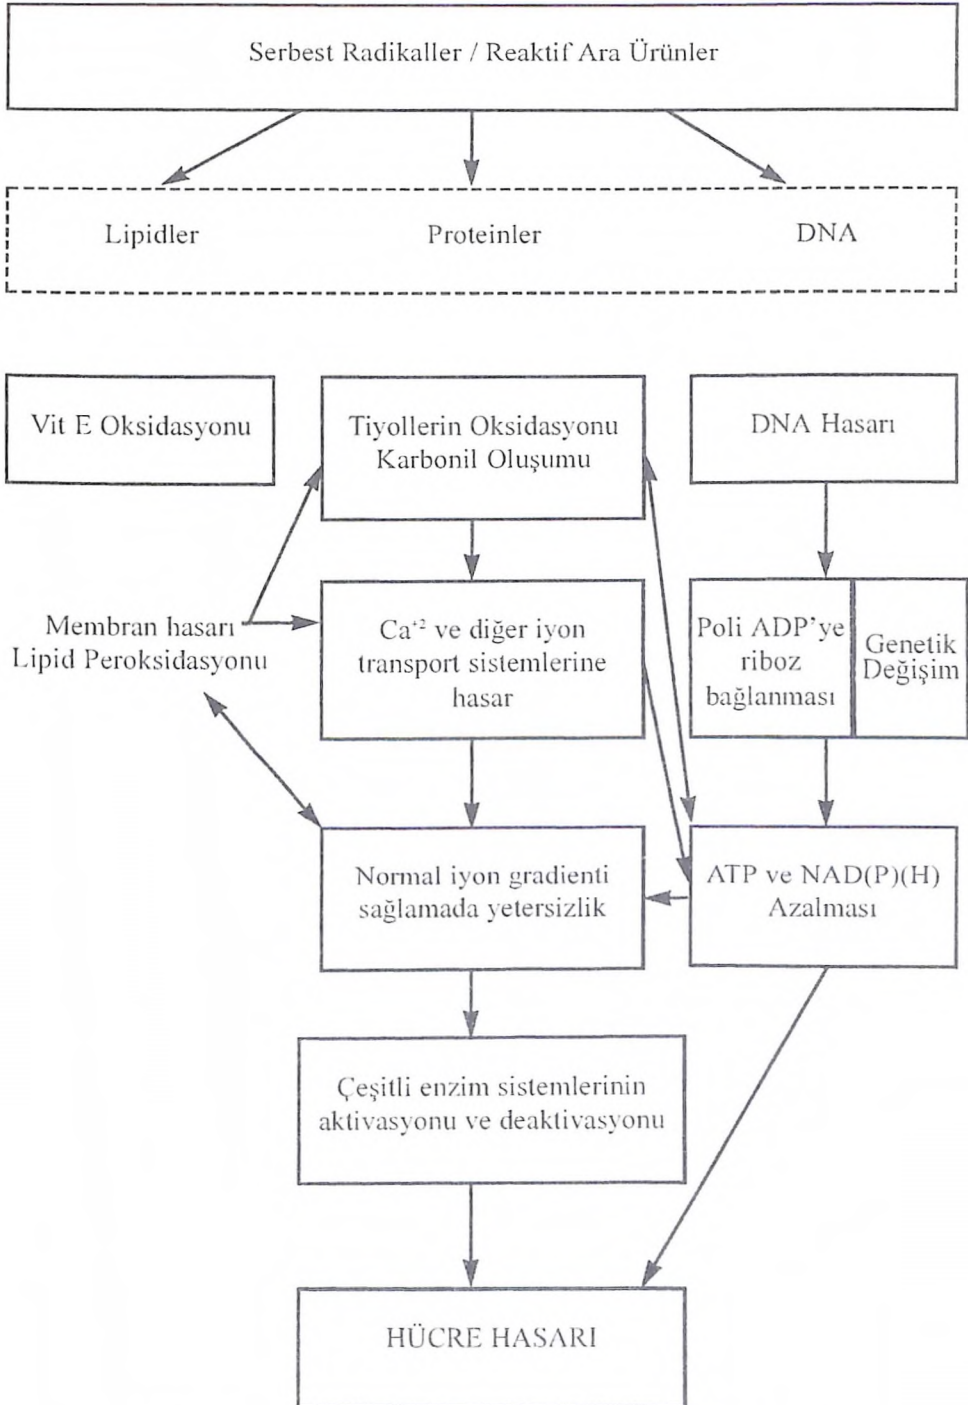 Serbest Radikaller / Reaktif Ara Ürünler
Lipidler
Proteinler
DNA
Vit E Oksidasyonu
Tiyollerin Oksidasyonu
Karbonil Oluşumu
DNA Hasarı
Membran hasarı
Lipid Peroksidasyonu
Ca⁺² ve diğer iyon
transport sistemlerine
hasar
Poli ADP’ye
riboz
bağlanması
Genetik
Değişim
Normal iyon gradienti
sağlamada yetersizlik
ATP ve NAD(P)(H)
Azalması
Çeşitli enzim sistemlerinin
aktivasyonu ve deaktivasyonu
HÜCRE HASARI